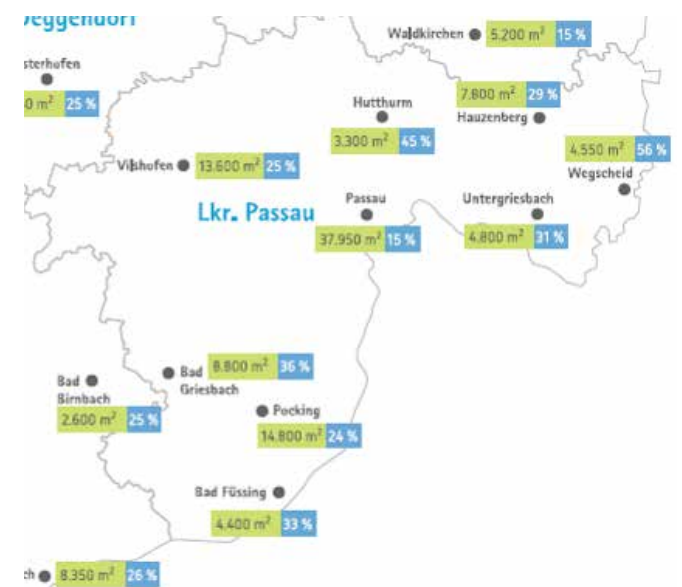 Deggendorf
Waldkirchen 5.200 m² 15 %
sterhofen
0 m² 25 %
7.800 m² 29 %
Hauzenberg
Hutthurm
3.300 m² 45 %
4.550 m² 56 %
Wegscheid
Vilshofen 13.600 m² 25 %
Passau
37.950 m² 15 %
Untergriesbach
4.800 m² 31 %
Lkr. Passau
Bad
Griesbach
8.800 m² 36 %
Bad
Birnbach
2.600 m² 25 %
Pocking
14.800 m² 24 %
Bad Füssing
4.400 m² 33 %
ch 8.350 m² 26 %